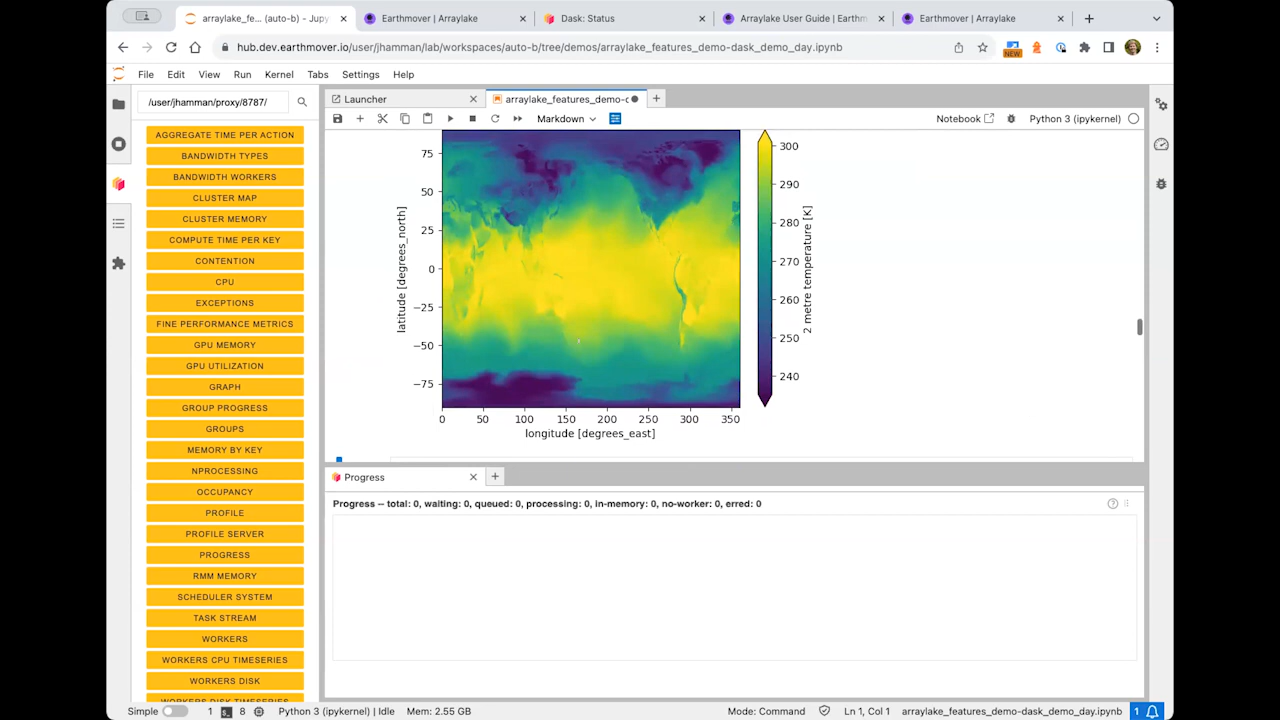 arraylake_fe... (auto-b) - Jupy
Earthmover | Arraylake
Dask: Status
Arraylake User Guide | Earthm
Earthmover | Arraylake
hub.dev.earthmover.io/user/jhamman/lab/workspaces/auto-b/tree/demos/arraylake_features_demo-dask_demo_day.ipynb
NEW
File Edit View Run Kernel Tabs Settings Help
/user/jhamman/proxy/8787/
Launcher
arraylake_features_demo-c
Markdown
Notebook
Python 3 (ipykernel)
AGGREGATE TIME PER ACTION
BANDWIDTH TYPES
BANDWIDTH WORKERS
CLUSTER MAP
CLUSTER MEMORY
COMPUTE TIME PER KEY
CONTENTION
CPU
EXCEPTIONS
FINE PERFORMANCE METRICS
GPU MEMORY
GPU UTILIZATION
GRAPH
GROUP PROGRESS
GROUPS
MEMORY BY KEY
NPROCESSING
OCCUPANCY
PROFILE
PROFILE SERVER
PROGRESS
RMM MEMORY
SCHEDULER SYSTEM
TASK STREAM
WORKERS
WORKERS CPU TIMESERIES
WORKERS DISK
WORKERS DISK TIMESERIES
latitude [degrees_north]
75
50
25
0
−25
−50
−75
0 50 100 150 200 250 300 350
longitude [degrees_east]
300
290
280
270
260
250
240
2 metre temperature [K]
Progress
Progress -- total: 0, waiting: 0, queued: 0, processing: 0, in-memory: 0, no-worker: 0, erred: 0
Simple 1 8 Python 3 (ipykernel) | Idle Mem: 2.55 GB Mode: Command Ln 1, Col 1 arraylake_features_demo-dask_demo_day.ipynb 1